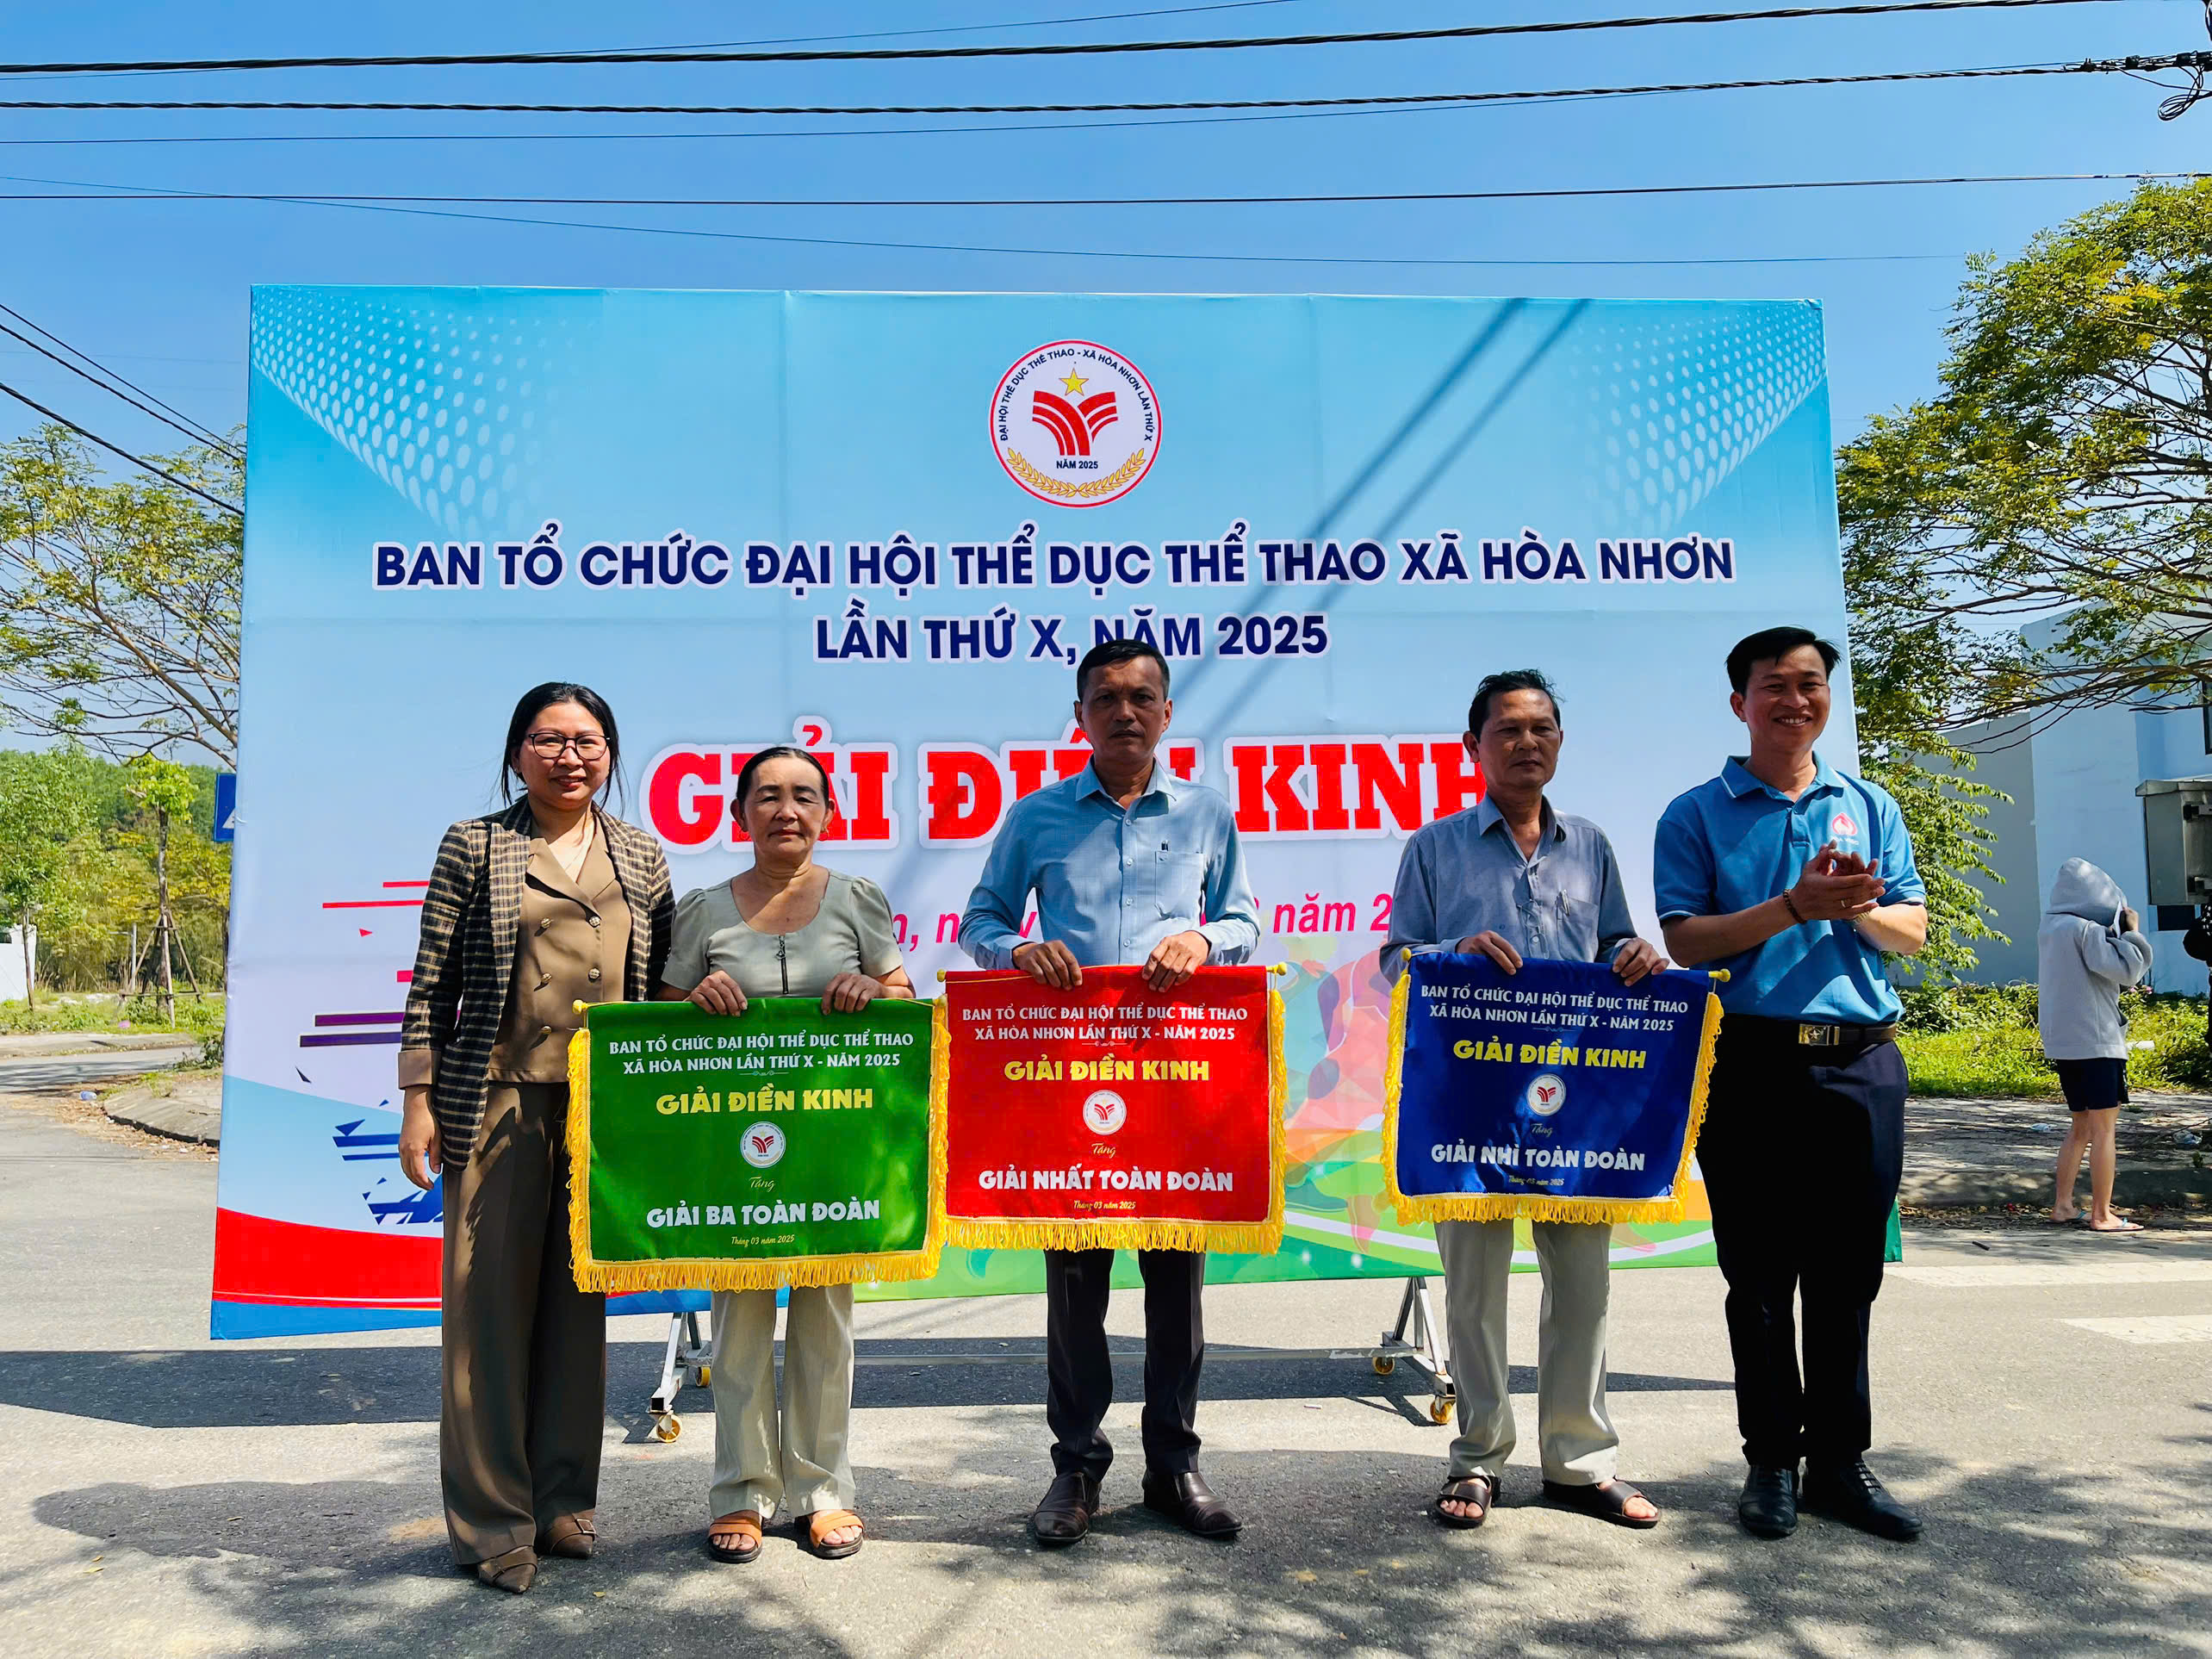 ĐẠI HỘI THỂ DỤC THỂ THAO - XÃ HÒA NHƠN LẦN THỨ X
NĂM 2025
BAN TỔ CHỨC ĐẠI HỘI THỂ DỤC THỂ THAO XÃ HÒA NHƠN
LẦN THỨ X, NĂM 2025
GIẢI ĐIỀN KINH
năm
BAN TỔ CHỨC ĐẠI HỘI THỂ DỤC THỂ THAO
XÃ HÒA NHƠN LẦN THỨ X - NĂM 2025
GIẢI ĐIỀN KINH
Tặng
GIẢI BA TOÀN ĐOÀN
Tháng 03 năm 2025
BAN TỔ CHỨC ĐẠI HỘI THỂ DỤC THỂ THAO
XÃ HÒA NHƠN LẦN THỨ X - NĂM 2025
GIẢI ĐIỀN KINH
Tặng
GIẢI NHẤT TOÀN ĐOÀN
Tháng 03 năm 2025
BAN TỔ CHỨC ĐẠI HỘI THỂ DỤC THỂ THAO
XÃ HÒA NHƠN LẦN THỨ X - NĂM 2025
GIẢI ĐIỀN KINH
Tặng
GIẢI NHÌ TOÀN ĐOÀN
Tháng 03 năm 2025